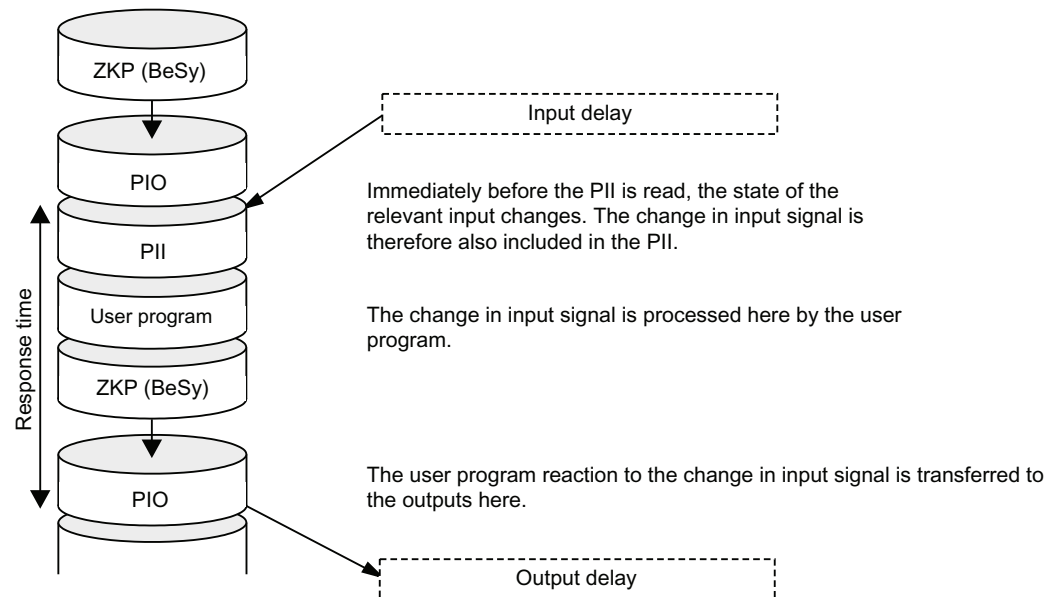 ZKP (BeSy)
Input delay
PIO
Immediately before the PII is read, the state of the
relevant input changes. The change in input signal is
therefore also included in the PII.
PII
Response time
User program
The change in input signal is processed here by the user
program.
ZKP (BeSy)
The user program reaction to the change in input signal is transferred to
the outputs here.
PIO
Output delay